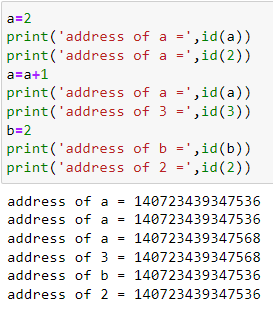 a=2
print('address of a =',id(a))
print('address of a =',id(2))
a=a+1
print('address of a =',id(a))
print('address of 3 =',id(3))
b=2
print('address of b =',id(b))
print('address of 2 =',id(2))
address of a = 140723439347536
address of a = 140723439347536
address of a = 140723439347568
address of 3 = 140723439347568
address of b = 140723439347536
address of 2 = 140723439347536